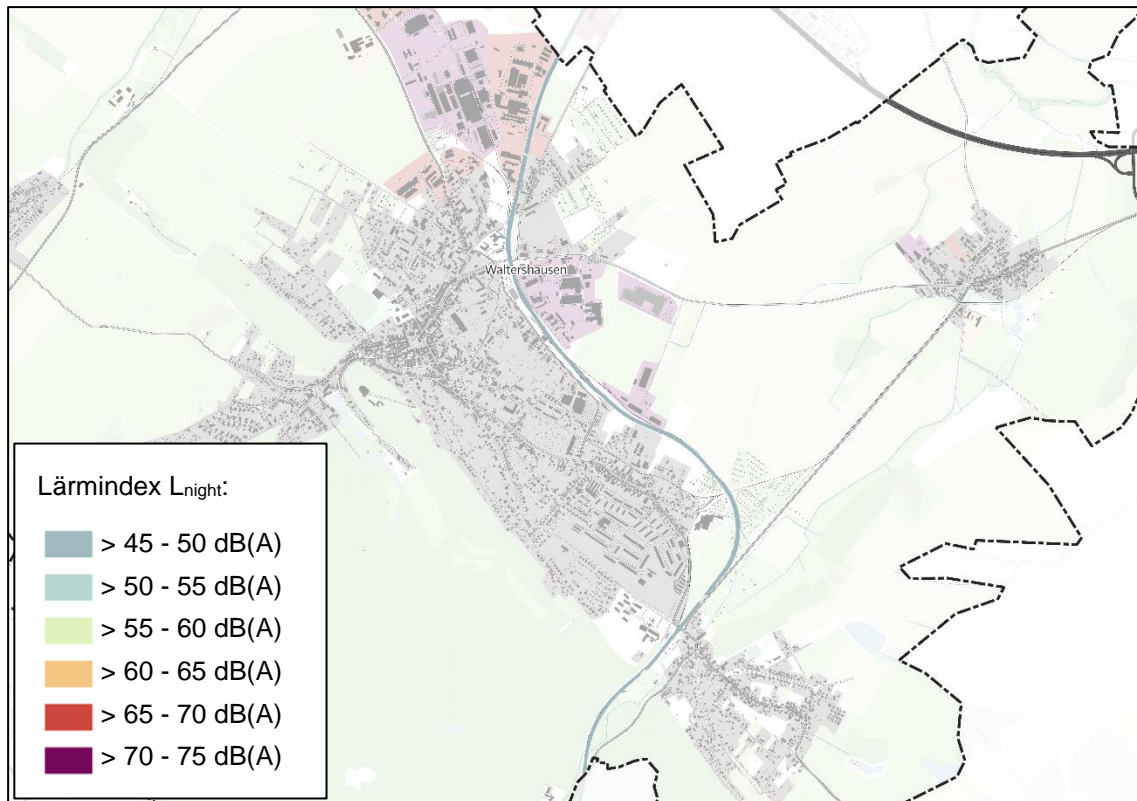 Waltershausen
Lärmindex Lnight:
> 45 - 50 dB(A)
> 50 - 55 dB(A)
> 55 - 60 dB(A)
> 60 - 65 dB(A)
> 65 - 70 dB(A)
> 70 - 75 dB(A)